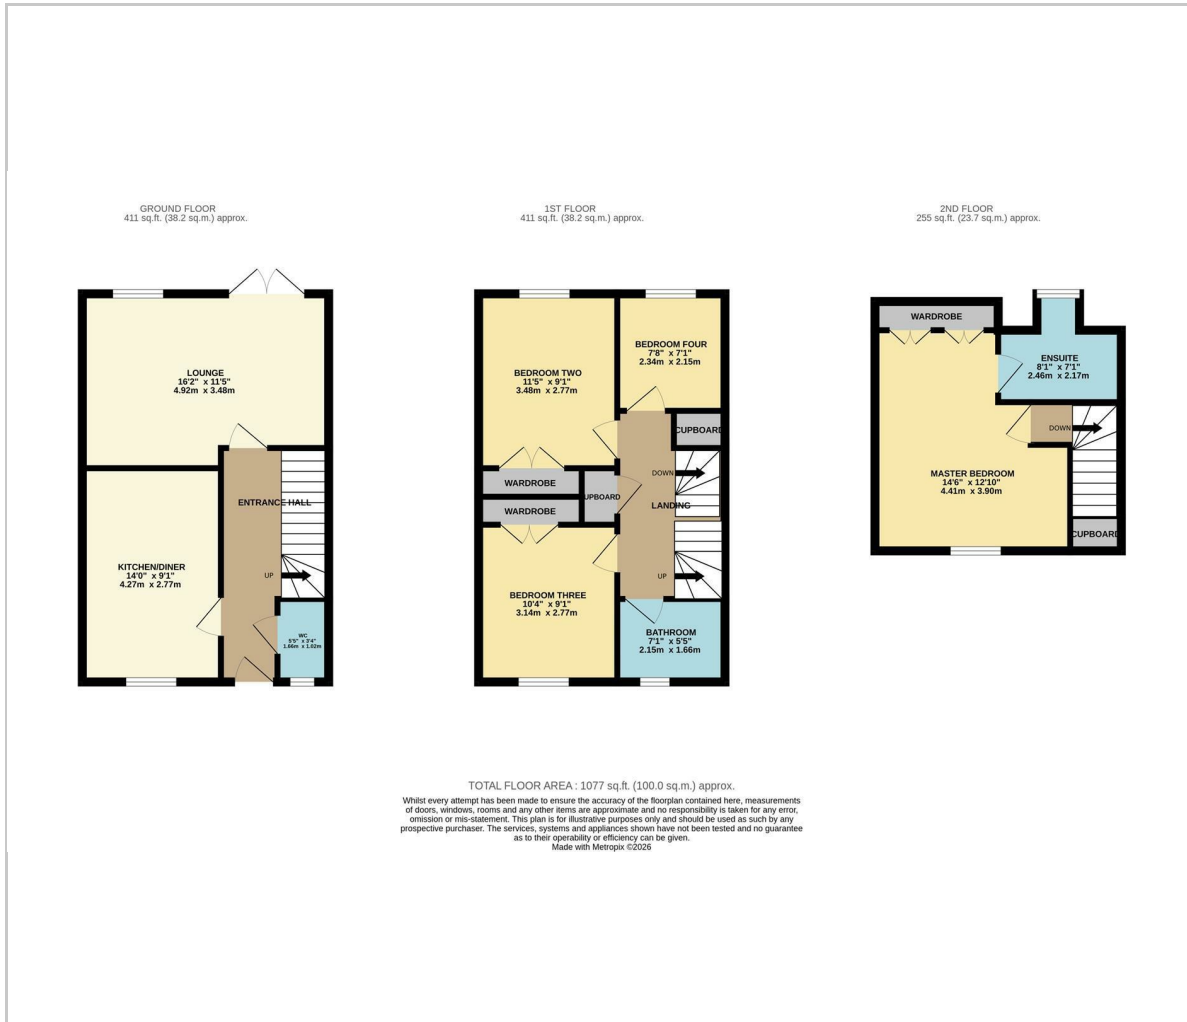 GROUND FLOOR
411 sq.ft. (38.2 sq.m.) approx.
LOUNGE
16'2" x 11'5"
4.92m x 3.48m
ENTRANCE HALL
KITCHEN/DINER
14'0" x 9'1"
4.27m x 2.77m
UP
WC
5'5" x 3'4"
1.66m x 1.02m
1ST FLOOR
411 sq.ft. (38.2 sq.m.) approx.
BEDROOM TWO
11'5" x 9'1"
3.48m x 2.77m
BEDROOM FOUR
7'8" x 7'1"
2.34m x 2.15m
CUPBOARD
DOWN
WARDROBE
UPBOARD
LANDING
WARDROBE
UP
BEDROOM THREE
10'4" x 9'1"
3.14m x 2.77m
BATHROOM
7'1" x 5'5"
2.15m x 1.66m
2ND FLOOR
255 sq.ft. (23.7 sq.m.) approx.
WARDROBE
ENSUITE
8'1" x 7'1"
2.46m x 2.17m
DOWN
MASTER BEDROOM
14'6" x 12'10"
4.41m x 3.90m
CUPBOARD
TOTAL FLOOR AREA : 1077 sq.ft. (100.0 sq.m.) approx.
Whilst every attempt has been made to ensure the accuracy of the floorplan contained here, measurements
of doors, windows, rooms and any other items are approximate and no responsibility is taken for any error,
omission or mis-statement. This plan is for illustrative purposes only and should be used as such by any
prospective purchaser. The services, systems and appliances shown have not been tested and no guarantee
as to their operability or efficiency can be given.
Made with Metropix ©2026